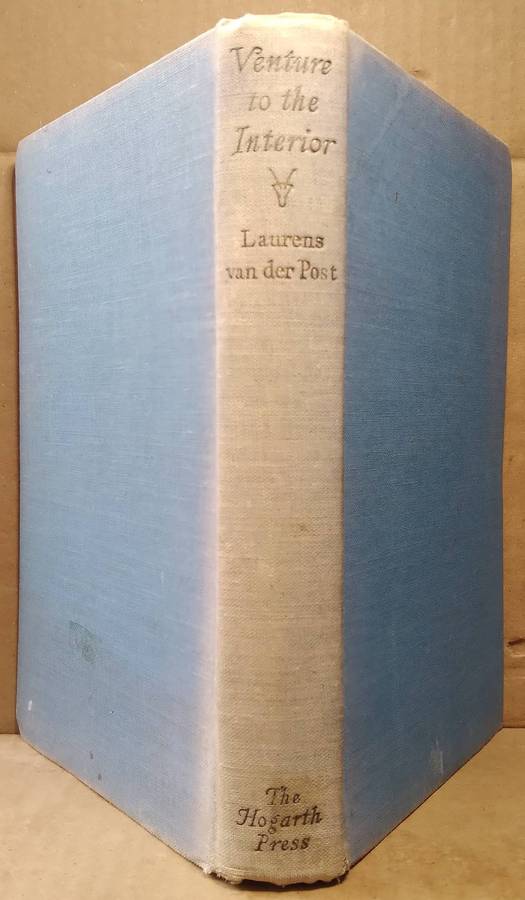 Venture
to the
Interior
Laurens
van der Post
The
Hogarth
Press